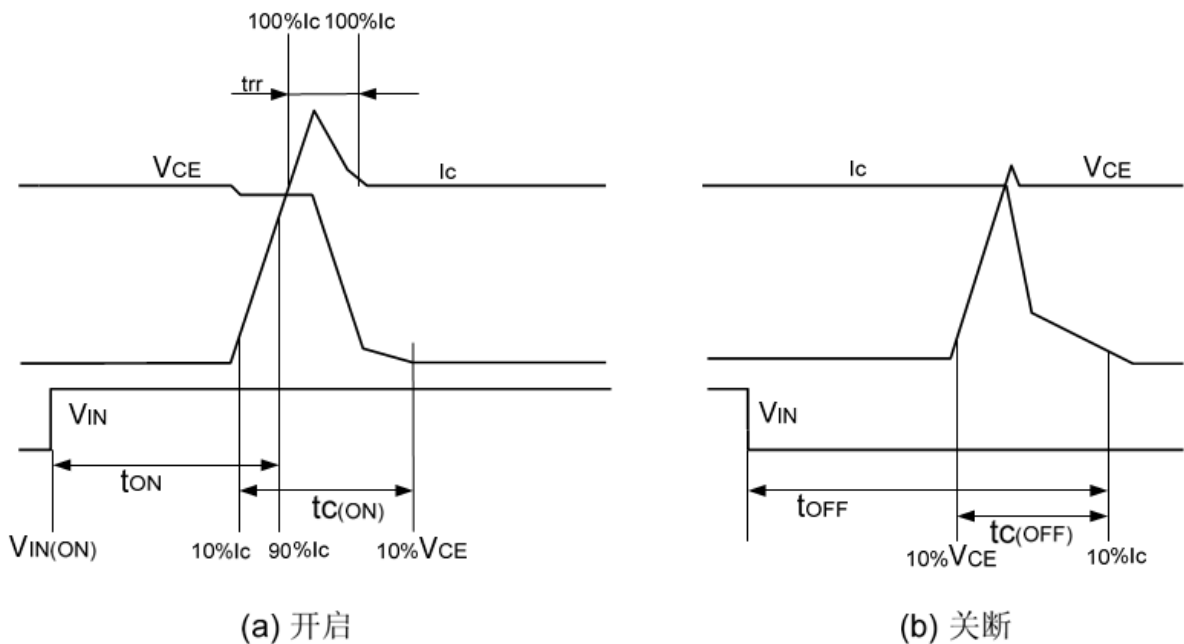 100%Ic 100%Ic
trr
VCE Ic
Ic VCE
VIN
VIN
tON
tOFF
tC(ON)
tC(OFF)
VIN(ON) 10%Ic 90%Ic 10%VCE
10%VCE 10%Ic
(a) 开启
(b) 关断